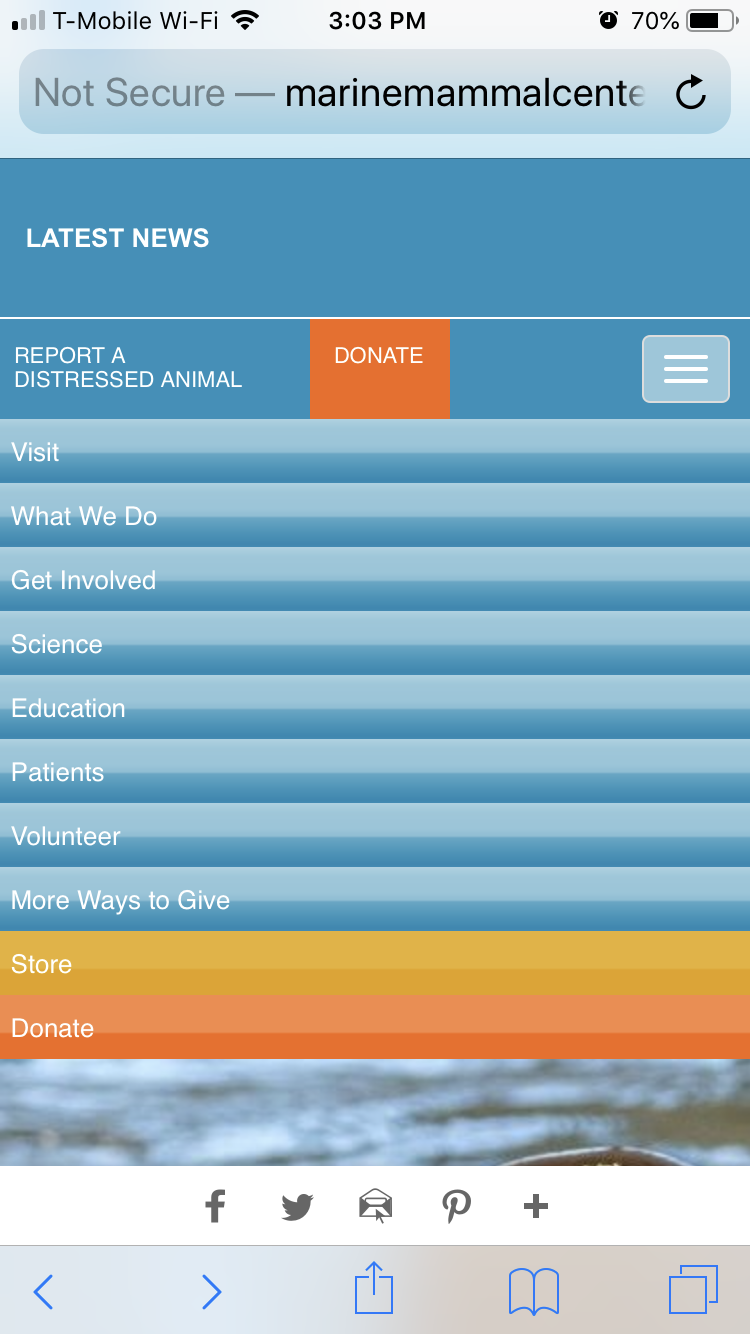 T-Mobile Wi-Fi 3:03 PM 70%
Not Secure — marinemammalcente
LATEST NEWS
REPORT A
DISTRESSED ANIMAL
DONATE
Visit
What We Do
Get Involved
Science
Education
Patients
Volunteer
More Ways to Give
Store
Donate